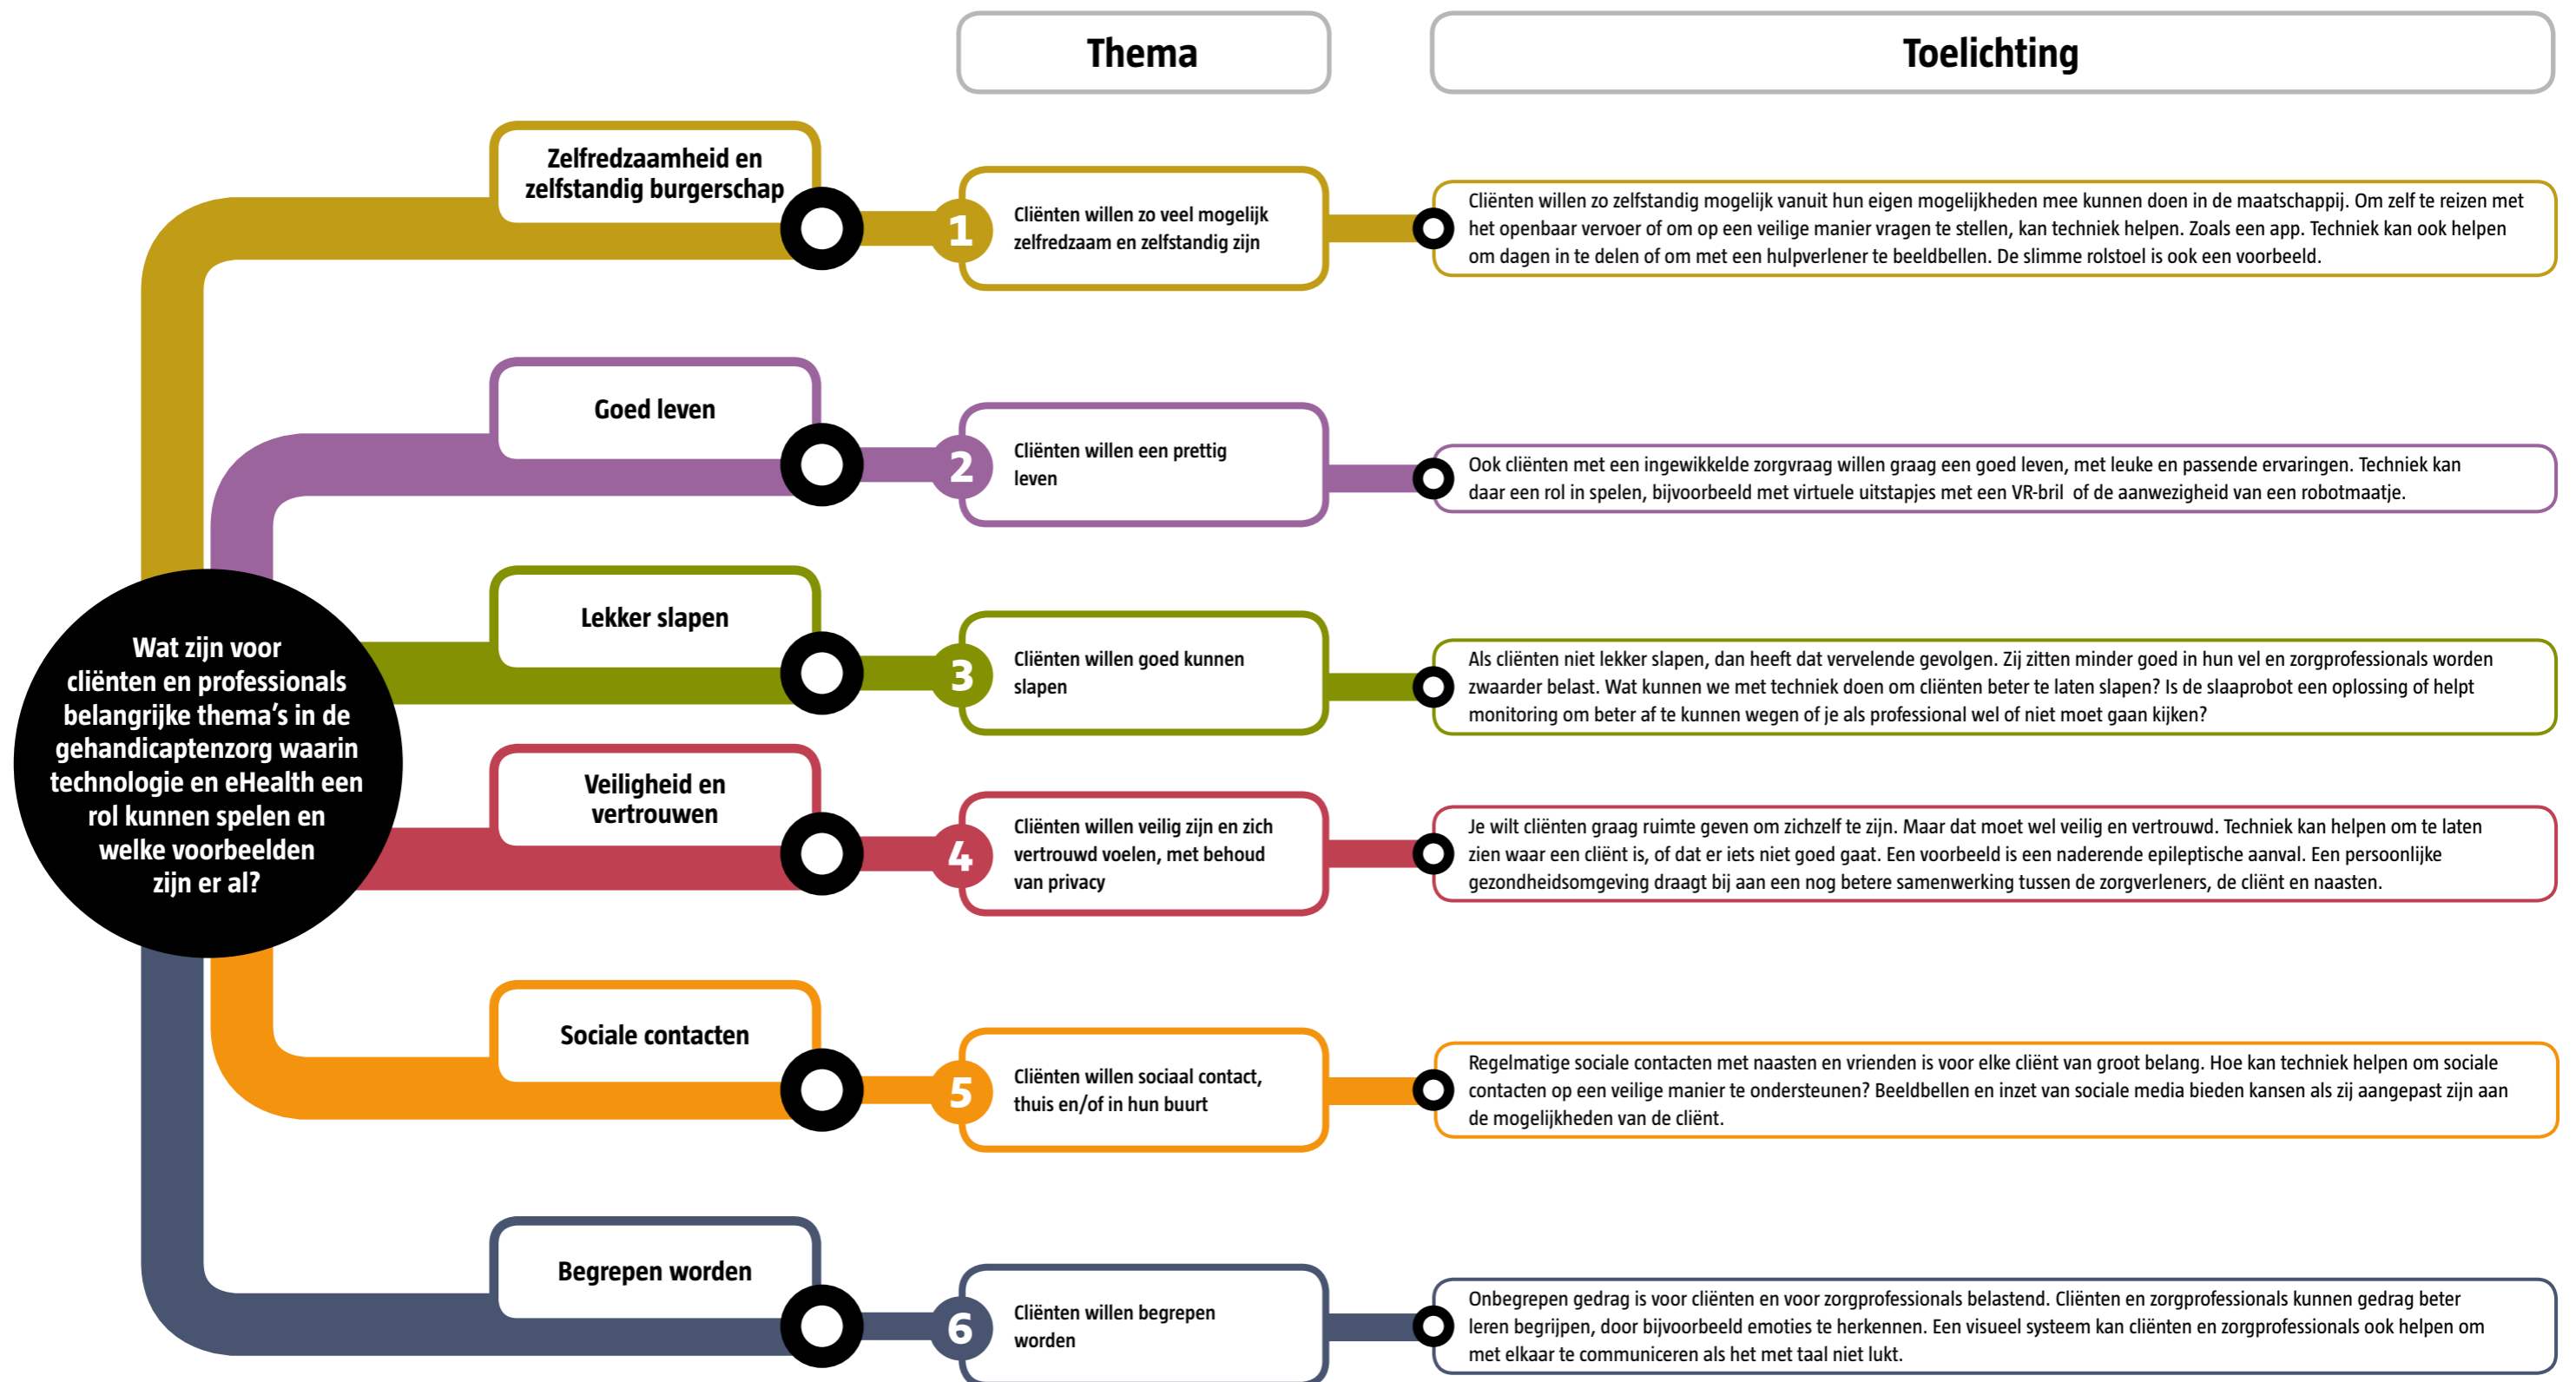 Thema
Toelichting
Wat zijn voor
cliënten en professionals
belangrijke thema's in de
gehandicaptenzorg waarin
technologie en eHealth een
rol kunnen spelen en
welke voorbeelden
zijn er al?
Zelfredzaamheid en
zelfstandig burgerschap
1
Cliënten willen zo veel mogelijk
zelfredzaam en zelfstandig zijn
Cliënten willen zo zelfstandig mogelijk vanuit hun eigen mogelijkheden mee kunnen doen in de maatschappij. Om zelf te reizen met
het openbaar vervoer of om op een veilige manier vragen te stellen, kan techniek helpen. Zoals een app. Techniek kan ook helpen
om dagen in te delen of om met een hulpverlener te beeldbellen. De slimme rolstoel is ook een voorbeeld.
Goed leven
2
Cliënten willen een prettig
leven
Ook cliënten met een ingewikkelde zorgvraag willen graag een goed leven, met leuke en passende ervaringen. Techniek kan
daar een rol in spelen, bijvoorbeeld met virtuele uitstapjes met een VR-bril of de aanwezigheid van een robotmaatje.
Lekker slapen
3
Cliënten willen goed kunnen
slapen
Als cliënten niet lekker slapen, dan heeft dat vervelende gevolgen. Zij zitten minder goed in hun vel en zorgprofessionals worden
zwaarder belast. Wat kunnen we met techniek doen om cliënten beter te laten slapen? Is de slaaprobot een oplossing of helpt
monitoring om beter af te kunnen wegen of je als professional wel of niet moet gaan kijken?
Veiligheid en
vertrouwen
4
Cliënten willen veilig zijn en zich
vertrouwd voelen, met behoud
van privacy
Je wilt cliënten graag ruimte geven om zichzelf te zijn. Maar dat moet wel veilig en vertrouwd. Techniek kan helpen om te laten
zien waar een cliënt is, of dat er iets niet goed gaat. Een voorbeeld is een naderende epileptische aanval. Een persoonlijke
gezondheidsomgeving draagt bij aan een nog betere samenwerking tussen de zorgverleners, de cliënt en naasten.
Sociale contacten
5
Cliënten willen sociaal contact,
thuis en/of in hun buurt
Regelmatige sociale contacten met naasten en vrienden is voor elke cliënt van groot belang. Hoe kan techniek helpen om sociale
contacten op een veilige manier te ondersteunen? Beeldbellen en inzet van sociale media bieden kansen als zij aangepast zijn aan
de mogelijkheden van de cliënt.
Begrepen worden
6
Cliënten willen begrepen
worden
Onbegrepen gedrag is voor cliënten en voor zorgprofessionals belastend. Cliënten en zorgprofessionals kunnen gedrag beter
leren begrijpen, door bijvoorbeeld emoties te herkennen. Een visueel systeem kan cliënten en zorgprofessionals ook helpen om
met elkaar te communiceren als het met taal niet lukt.